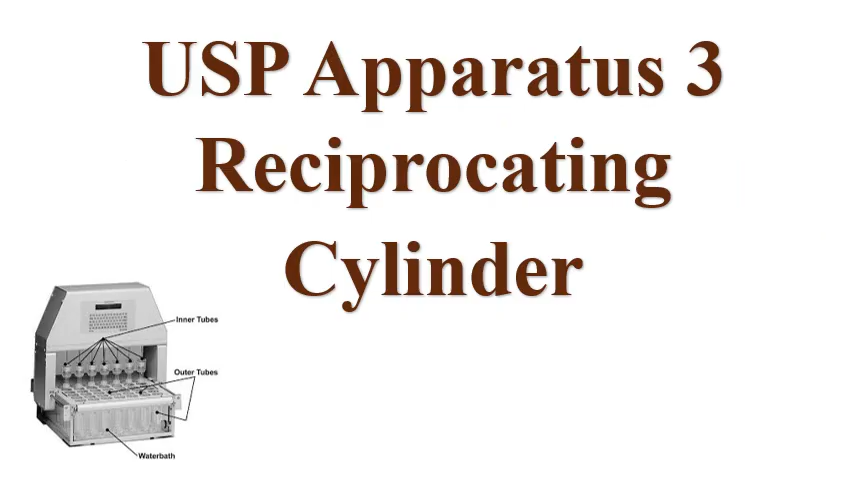 USP Apparatus 3
Reciprocating
Cylinder
Inner Tubes
Outer Tubes
Waterbath